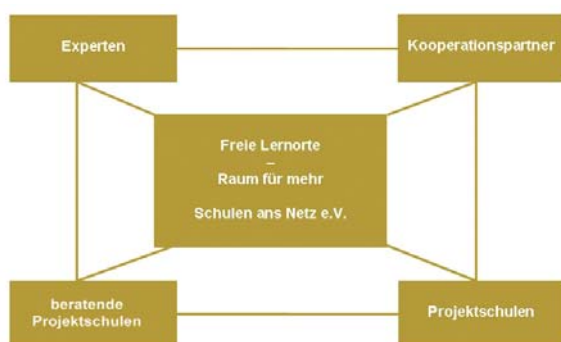 Experten
Kooperationspartner
Freie Lernorte
–
Raum für mehr
Schulen ans Netz e.V.
beratende
Projektschulen
Projektschulen